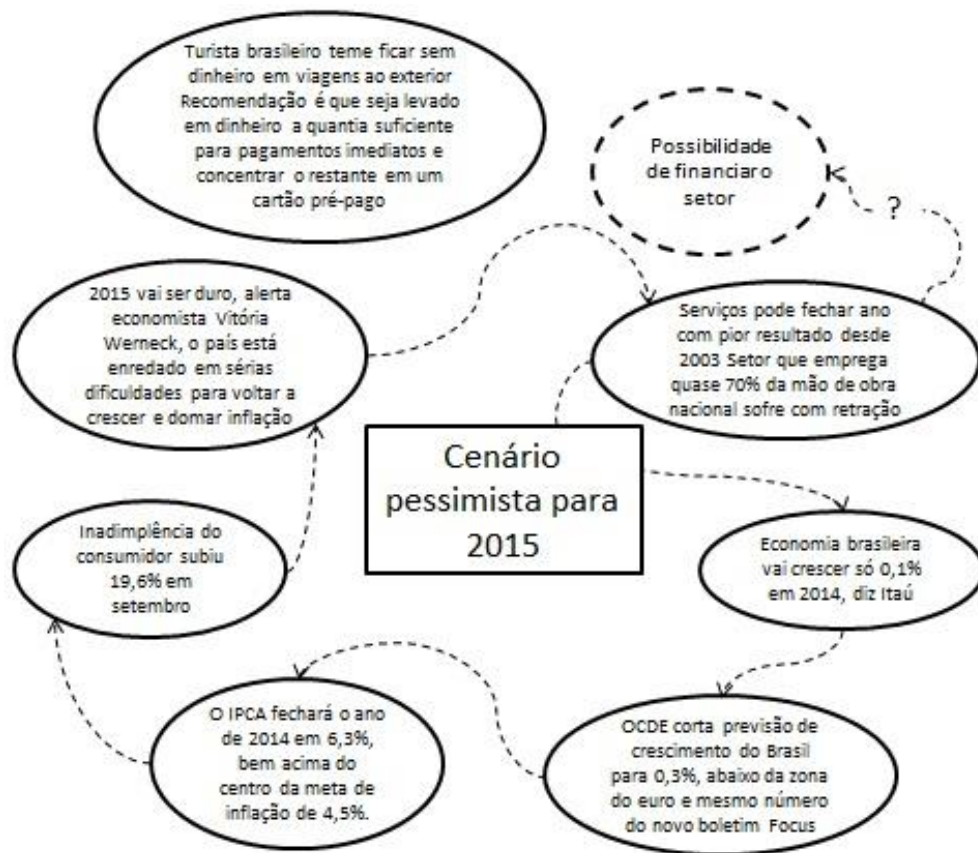 Turista brasileiro teme ficar sem
dinheiro em viagens ao exterior
Recomendação é que seja levado
em dinheiro a quantia suficiente
para pagamentos imediatos e
concentrar o restante em um
cartão pré-pago
Possibilidade
de financiar o
setor
?
2015 vai ser duro, alerta
economista Vitória
Werneck, o país está
enredado em sérias
dificuldades para voltar a
crescer e domar inflação
Serviços pode fechar ano
com pior resultado desde
2003 Setor que emprega
quase 70% da mão de obra
nacional sofre com retração
Cenário
pessimista para
2015
Inadimplência do
consumidor subiu
19,6% em
setembro
Economia brasileira
vai crescer só 0,1%
em 2014, diz Itaú
O IPCA fechará o ano
de 2014 em 6,3%,
bem acima do
centro da meta de
inflação de 4,5%.
OCDE corta previsão de
crescimento do Brasil
para 0,3%, abaixo da zona
do euro e mesmo número
do novo boletim Focus